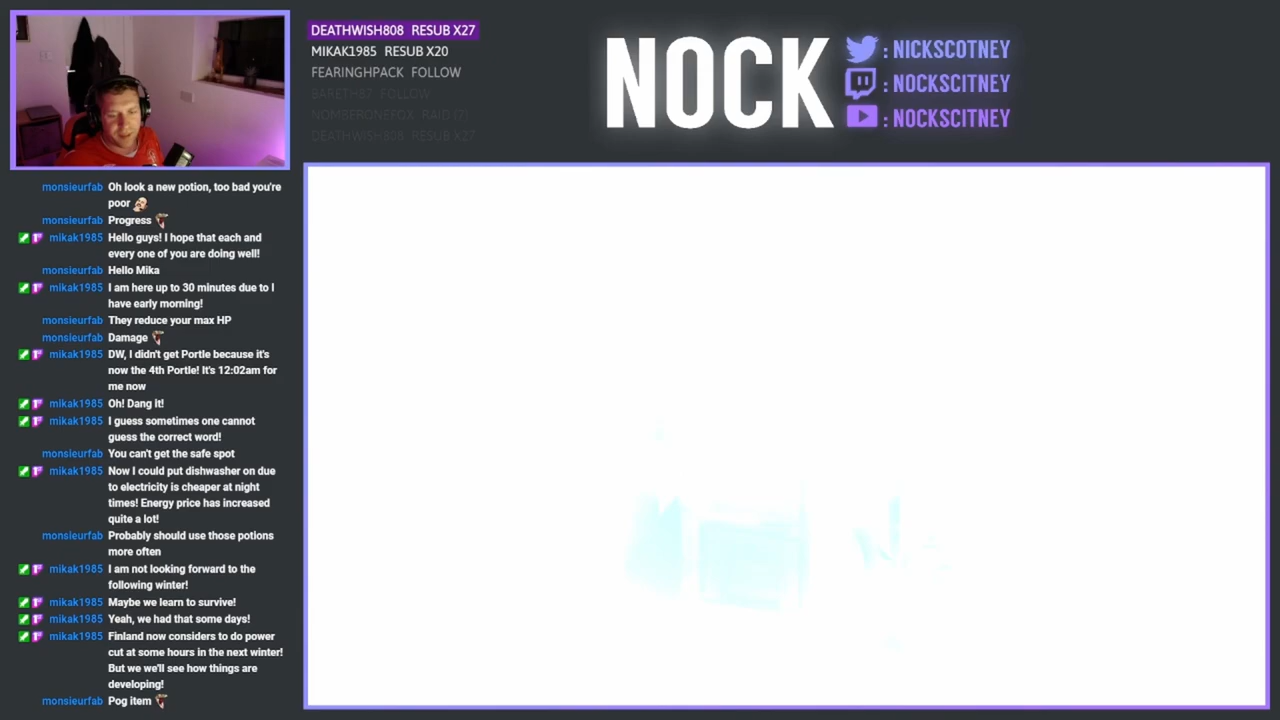 DEATHWISH808 RESUB X27
MIKAK1985 RESUB X20
FEARINGHPACK FOLLOW
BARETH87 FOLLOW
DEATHWISH808 RESUB X27
NOCK
: NICKSCOTNEY
: NOCKSCITNEY
: NOCKSCITNEY
monsieurfab Oh look a new potion, too bad you're
poor
monsieurfab Progress
mikak1985 Hello guys! I hope that each and
every one of you are doing well!
monsieurfab Hello Mika
mikak1985 I am here up to 30 minutes due to I
have early morning!
monsieurfab They reduce your max HP
monsieurfab Damage
mikak1985 DW, I didn't get Portle because it's
now the 4th Portle! It's 12:02am for
me now
mikak1985 Oh! Dang it!
mikak1985 I guess sometimes one cannot
guess the correct word!
monsieurfab You can't get the safe spot
mikak1985 Now I could put dishwasher on due
to electricity is cheaper at night
times! Energy price has increased
quite a lot!
monsieurfab Probably should use those potions
more often
mikak1985 I am not looking forward to the
following winter!
mikak1985 Maybe we learn to survive!
mikak1985 Yeah, we had that some days!
mikak1985 Finland now considers to do power
cut at some hours in the next winter!
But we we'll see how things are
developing!
monsieurfab Pog item